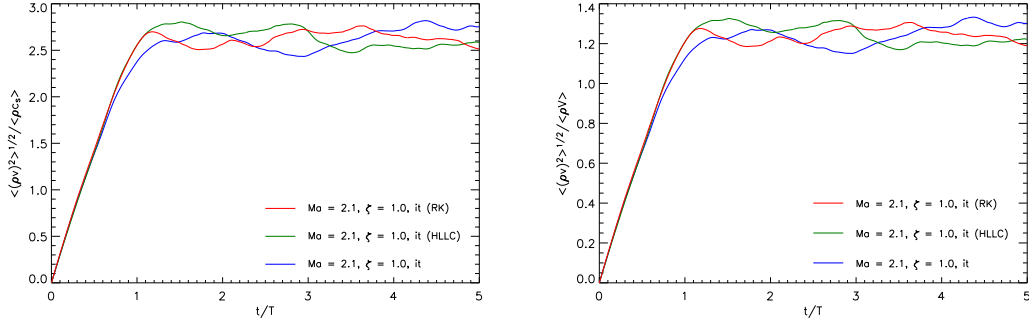 3.0
2.5
2.0
1.5
1.0
0.5
0.0
<(ρv)²>¹/²/<ρcₛ>
Ma = 2.1, ζ = 1.0, it (RK)
Ma = 2.1, ζ = 1.0, it (HLLC)
Ma = 2.1, ζ = 1.0, it
0 1 2 3 4 5
t/T
1.4
1.2
1.0
0.8
0.6
0.4
0.2
0.0
<(ρv)²>¹/²/<ρV>
Ma = 2.1, ζ = 1.0, it (RK)
Ma = 2.1, ζ = 1.0, it (HLLC)
Ma = 2.1, ζ = 1.0, it
0 1 2 3 4 5
t/T